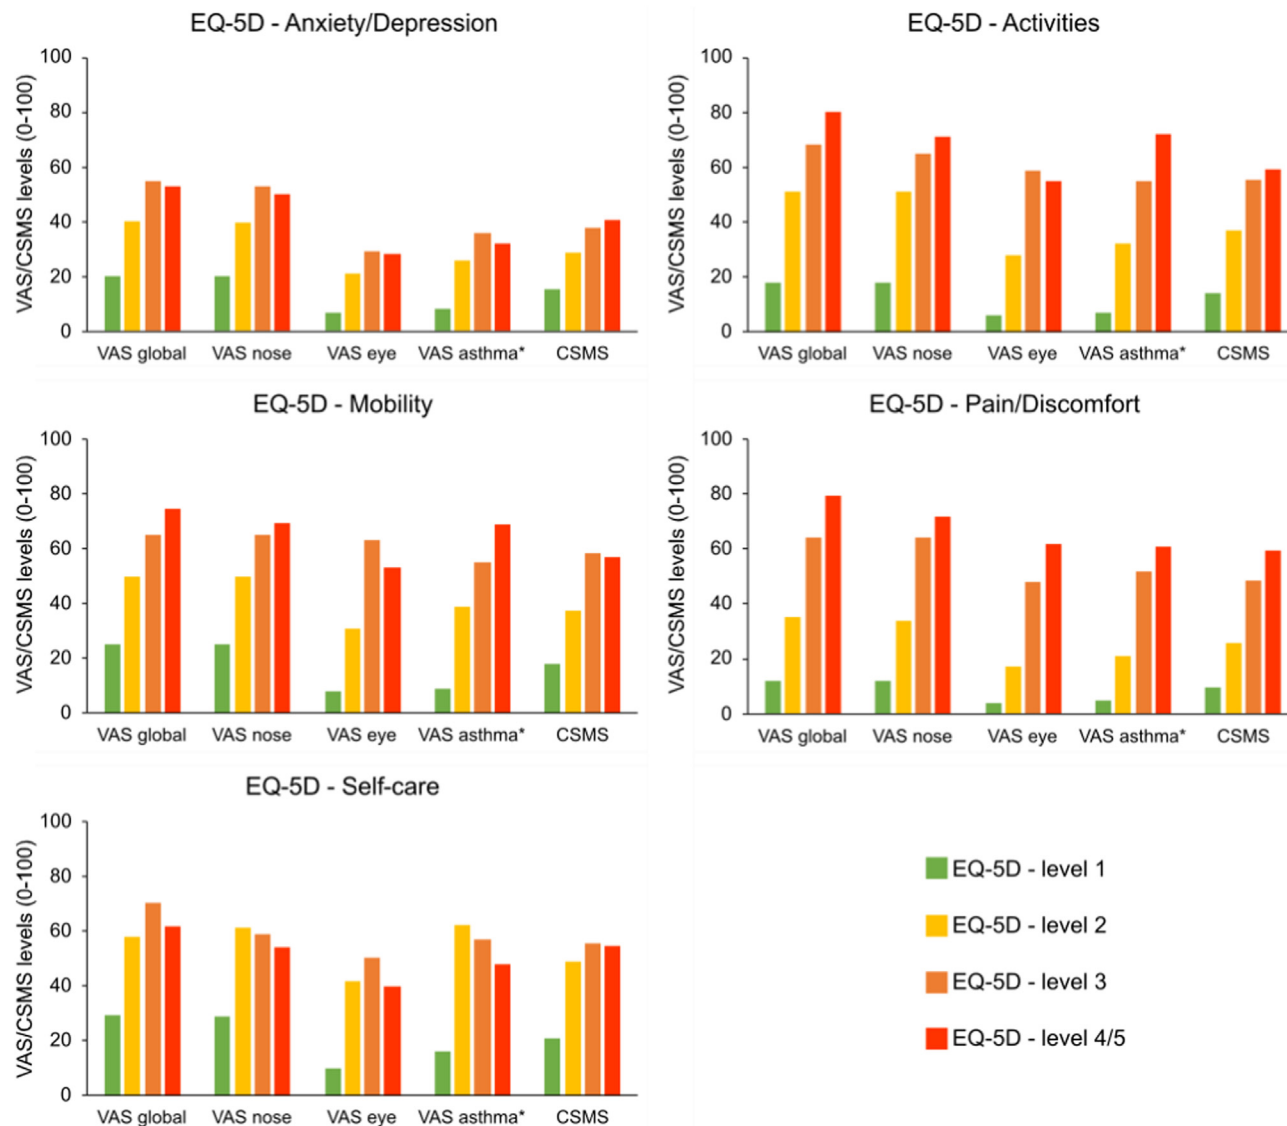 EQ-5D - Anxiety/Depression
VAS/CSMS levels (0-100)
100
80
60
40
20
0
VAS global VAS nose VAS eye VAS asthma* CSMS
EQ-5D - Activities
VAS/CSMS levels (0-100)
100
80
60
40
20
0
VAS global VAS nose VAS eye VAS asthma* CSMS
EQ-5D - Mobility
VAS/CSMS levels (0-100)
100
80
60
40
20
0
VAS global VAS nose VAS eye VAS asthma* CSMS
EQ-5D - Pain/Discomfort
VAS/CSMS levels (0-100)
100
80
60
40
20
0
VAS global VAS nose VAS eye VAS asthma* CSMS
EQ-5D - Self-care
VAS/CSMS levels (0-100)
100
80
60
40
20
0
VAS global VAS nose VAS eye VAS asthma* CSMS
EQ-5D - level 1
EQ-5D - level 2
EQ-5D - level 3
EQ-5D - level 4/5